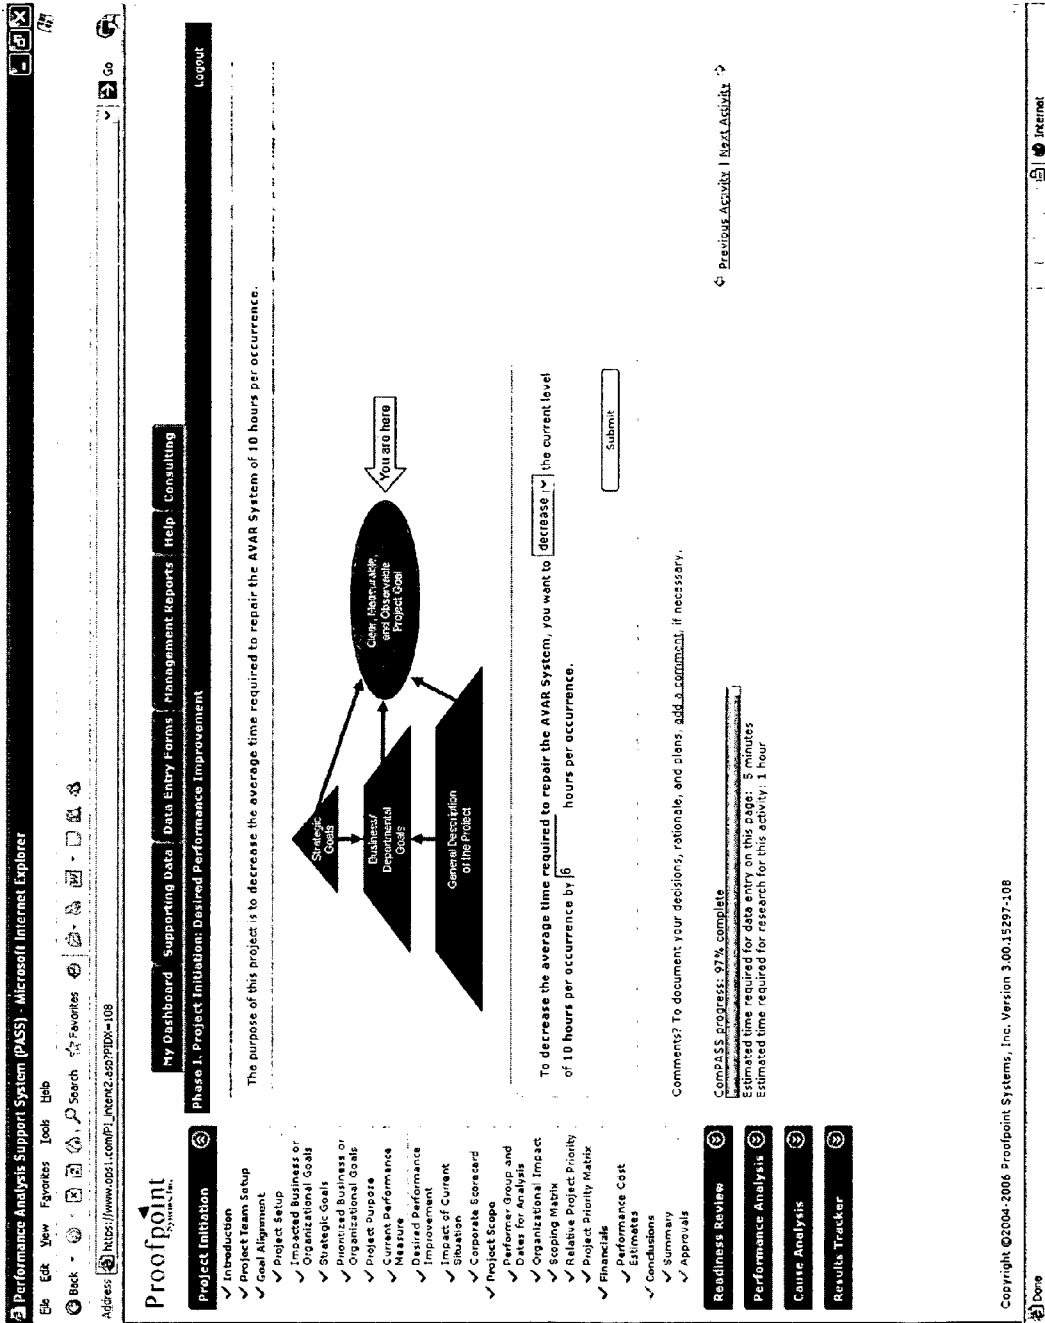 Performance Analysis Support System (PASS) - Microsoft Internet Explorer
File Edit View Favorites Tools Help
Back Search Favorites
Address https://www.opsi.com/PI_intent2.asp?PIDX=108 Go
Proofpoint
Systems, Inc.
My Dashboard Supporting Data Data Entry Forms Management Reports Help Consulting
Phase 1. Project Initiation: Desired Performance Improvement Logout
Project Initiation
✓ Introduction
✓ Project Team Setup
✓ Goal Alignment
✓ Project Setup
✓ Impacted Business or
Organizational Goals
✓ Strategic Goals
✓ Prioritized Business or
Organizational Goals
✓ Project Purpose
✓ Current Performance
Measure
✓ Desired Performance
Improvement
✓ Impact of Current
Situation
✓ Corporate Scorecard
✓ Project Scope
✓ Performer Group and
Dates for Analysis
✓ Organizational Impact
✓ Scoping Matrix
✓ Relative Project Priority
✓ Project Priority Matrix
✓ Financials
✓ Performance Cost
Estimates
✓ Conclusions
✓ Summary
✓ Approvals
Readiness Review
Performance Analysis
Cause Analysis
Results Tracker
The purpose of this project is to decrease the average time required to repair the AVAR System of 10 hours per occurrence.
Strategic
Goals
Business/
Departmental
Goals
General Description
of the Project
Clear, Measurable,
and Observable
Project Goal
You are here
To decrease the average time required to repair the AVAR System, you want to decrease the current level
of 10 hours per occurrence by 6 hours per occurrence.
Submit
Comments? To document your decisions, rationale, and plans, add a comment, if necessary.
ComPASS progress: 97% complete
Estimated time required for data entry on this page: 5 minutes
Estimated time required for research for this activity: 1 hour
Previous Activity | Next Activity
Copyright ©2004-2006 Proofpoint Systems, Inc. Version 3.00.15297-108
Done Internet